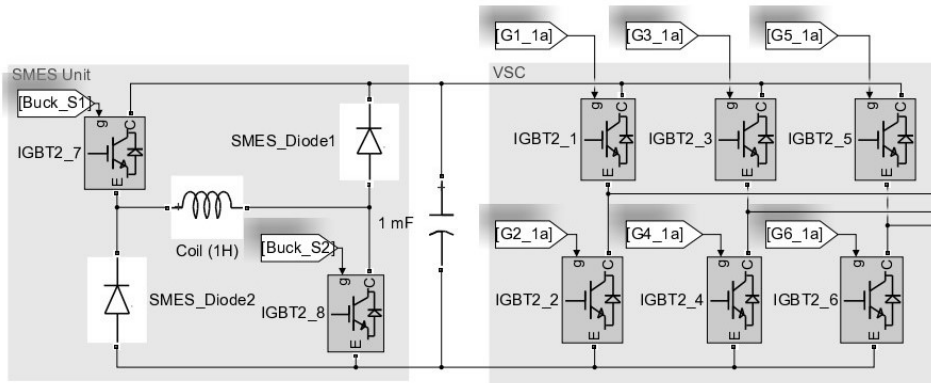 [G1_1a]
[G3_1a]
[G5_1a]
SMES Unit
VSC
[Buck_S1]
g
C
IGBT2_7
E
SMES_Diode1
g
C
IGBT2_1
E
g
C
IGBT2_3
E
g
C
IGBT2_5
E
+
Coil (1H)
+
1 mF
[Buck_S2]
[G2_1a]
[G4_1a]
[G6_1a]
SMES_Diode2
g
C
IGBT2_8
E
g
C
IGBT2_2
E
g
C
IGBT2_4
E
g
C
IGBT2_6
E